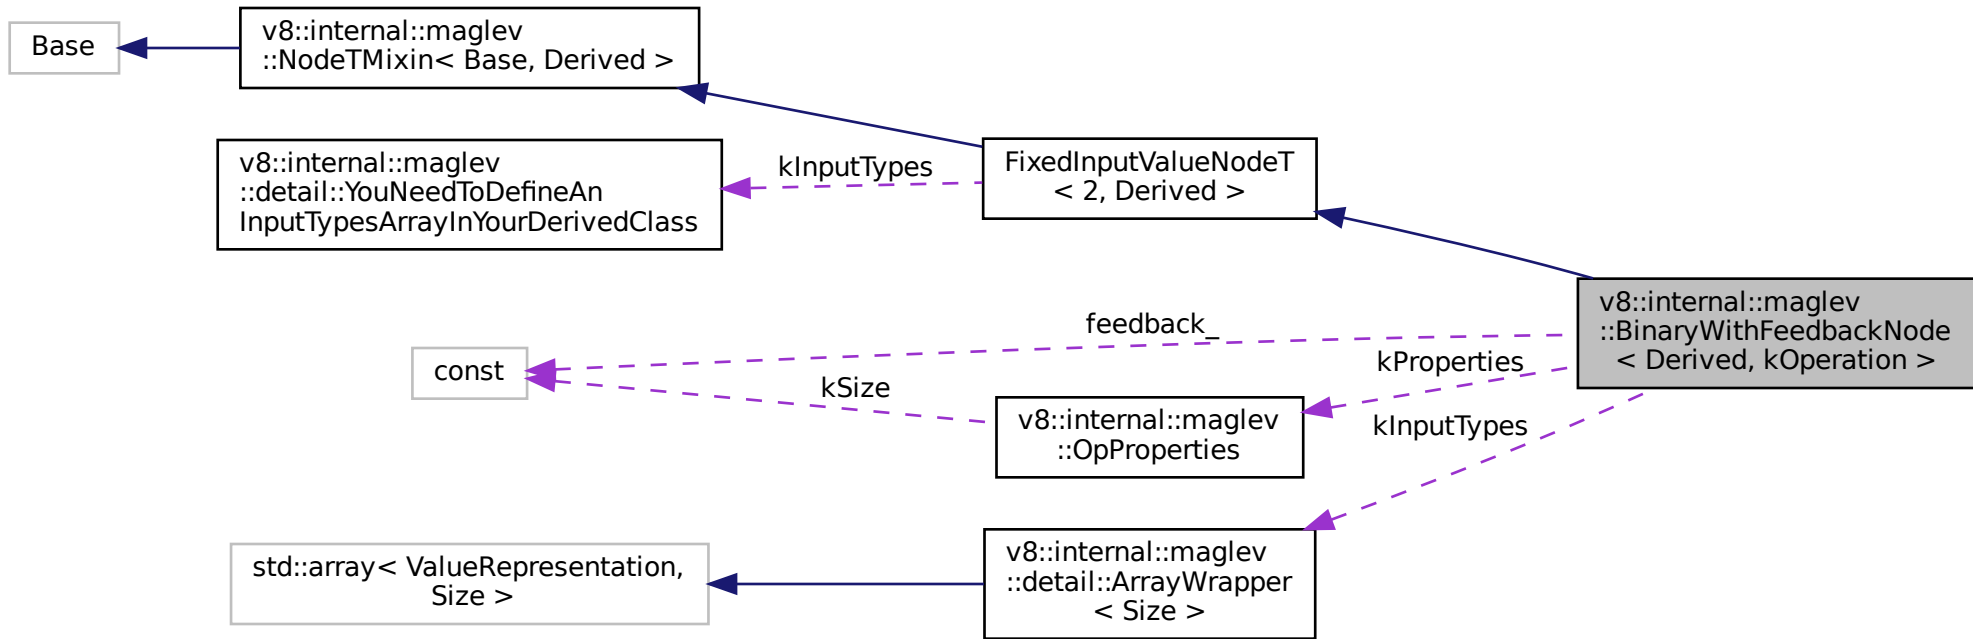 Base
v8::internal::maglev
::NodeTMixin< Base, Derived >
v8::internal::maglev
::detail::YouNeedToDefineAn
InputTypesArrayInYourDerivedClass
kInputTypes
FixedInputValueNodeT
< 2, Derived >
v8::internal::maglev
::BinaryWithFeedbackNode
< Derived, kOperation >
feedback_
const
kSize
kProperties
v8::internal::maglev
::OpProperties
kInputTypes
std::array< ValueRepresentation,
Size >
v8::internal::maglev
::detail::ArrayWrapper
< Size >